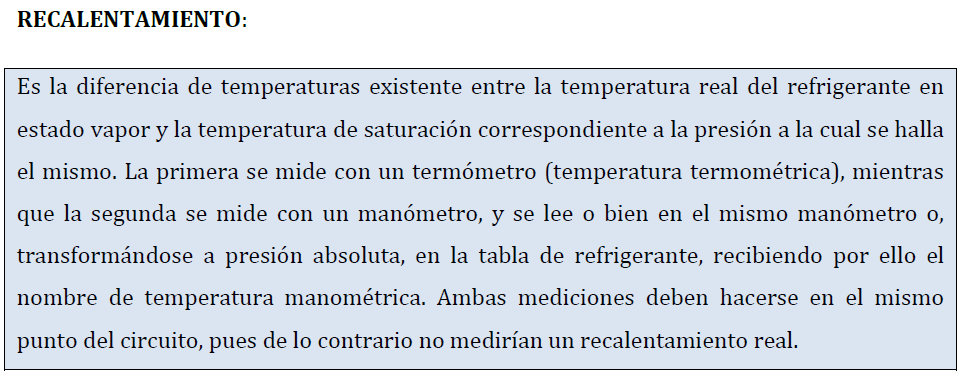 RECALENTAMIENTO:
Es la diferencia de temperaturas existente entre la temperatura real del refrigerante en
estado vapor y la temperatura de saturación correspondiente a la presión a la cual se halla
el mismo. La primera se mide con un termómetro (temperatura termométrica), mientras
que la segunda se mide con un manómetro, y se lee o bien en el mismo manómetro o,
transformándose a presión absoluta, en la tabla de refrigerante, recibiendo por ello el
nombre de temperatura manométrica. Ambas mediciones deben hacerse en el mismo
punto del circuito, pues de lo contrario no medirían un recalentamiento real.